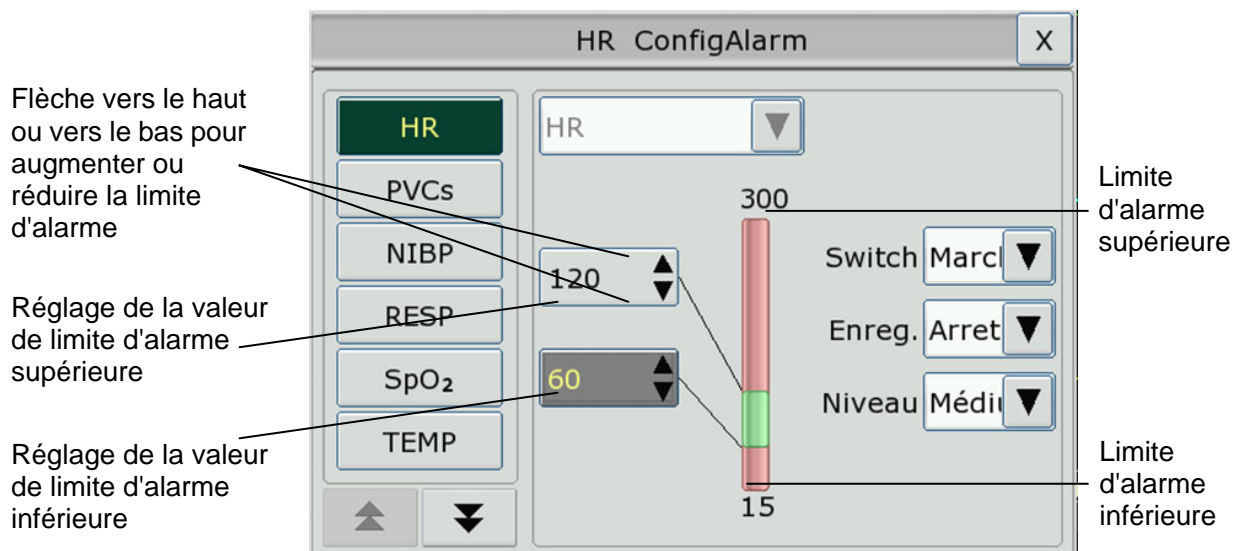 HR ConfigAlarm
X
Flèche vers le haut
ou vers le bas pour
augmenter ou
réduire la limite
d'alarme
Réglage de la valeur
de limite d'alarme
supérieure
Réglage de la valeur
de limite d'alarme
inférieure
HR
PVCs
NIBP
RESP
SpO₂
TEMP
HR
120
60
300
15
Switch Marcl
Enreg. Arret
Niveau Médiu
Limite
d'alarme
supérieure
Limite
d'alarme
inférieure